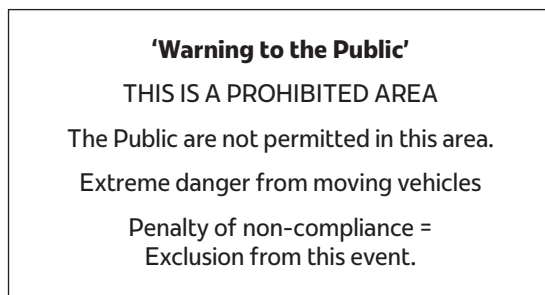 ‘Warning to the Public’
THIS IS A PROHIBITED AREA
The Public are not permitted in this area.
Extreme danger from moving vehicles
Penalty of non-compliance =
Exclusion from this event.